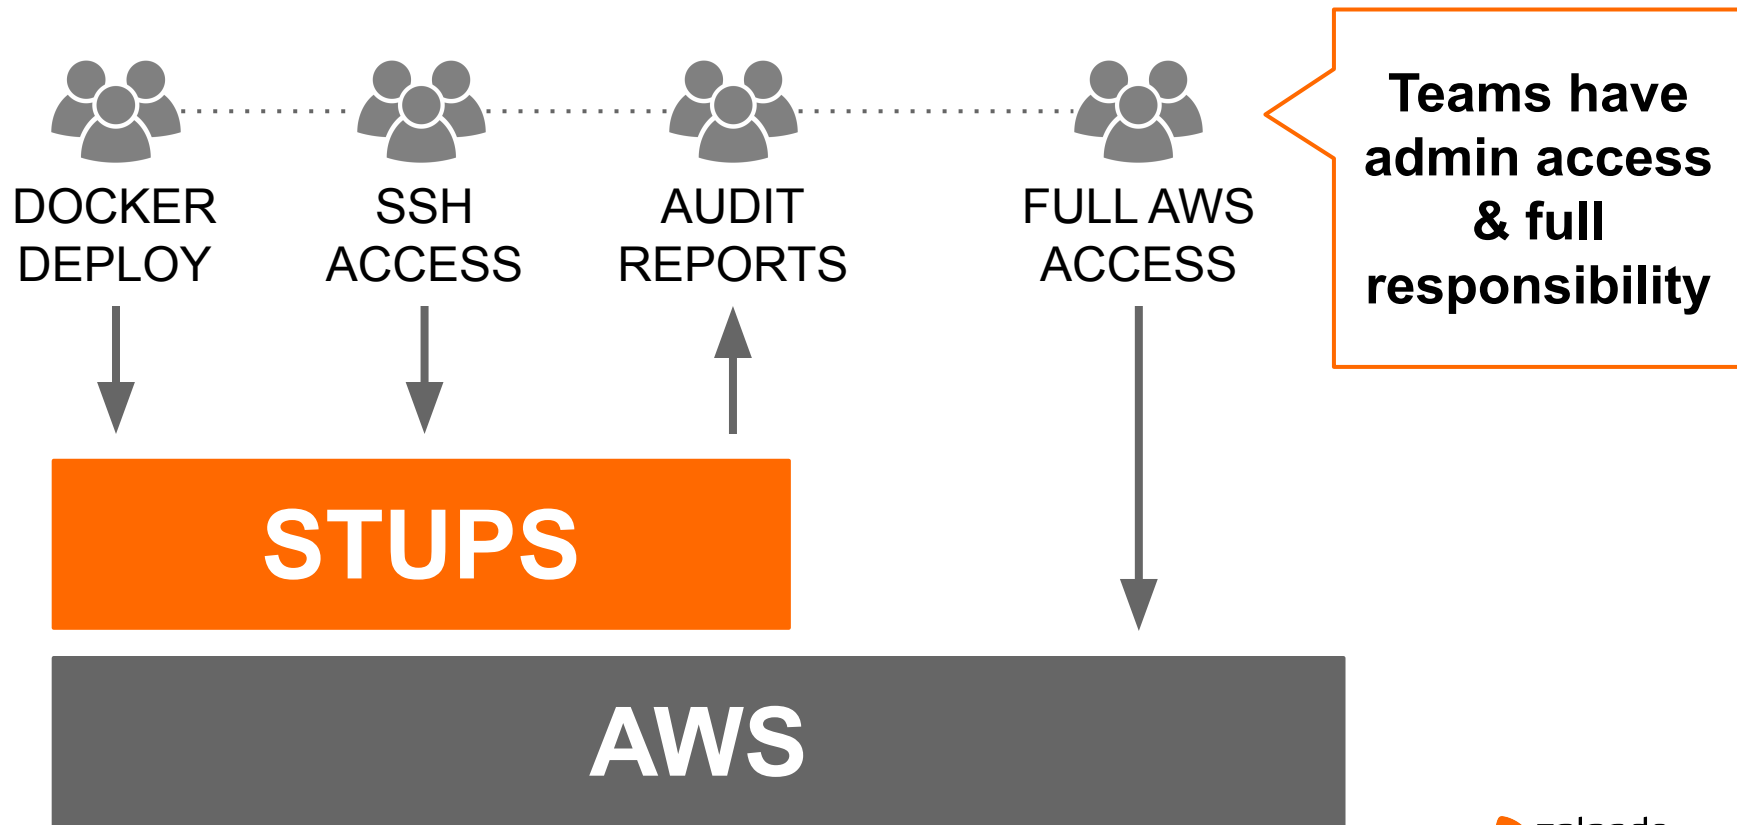 DOCKER
DEPLOY
SSH
ACCESS
AUDIT
REPORTS
FULL AWS
ACCESS
Teams have
admin access
& full
responsibility
STUPS
AWS